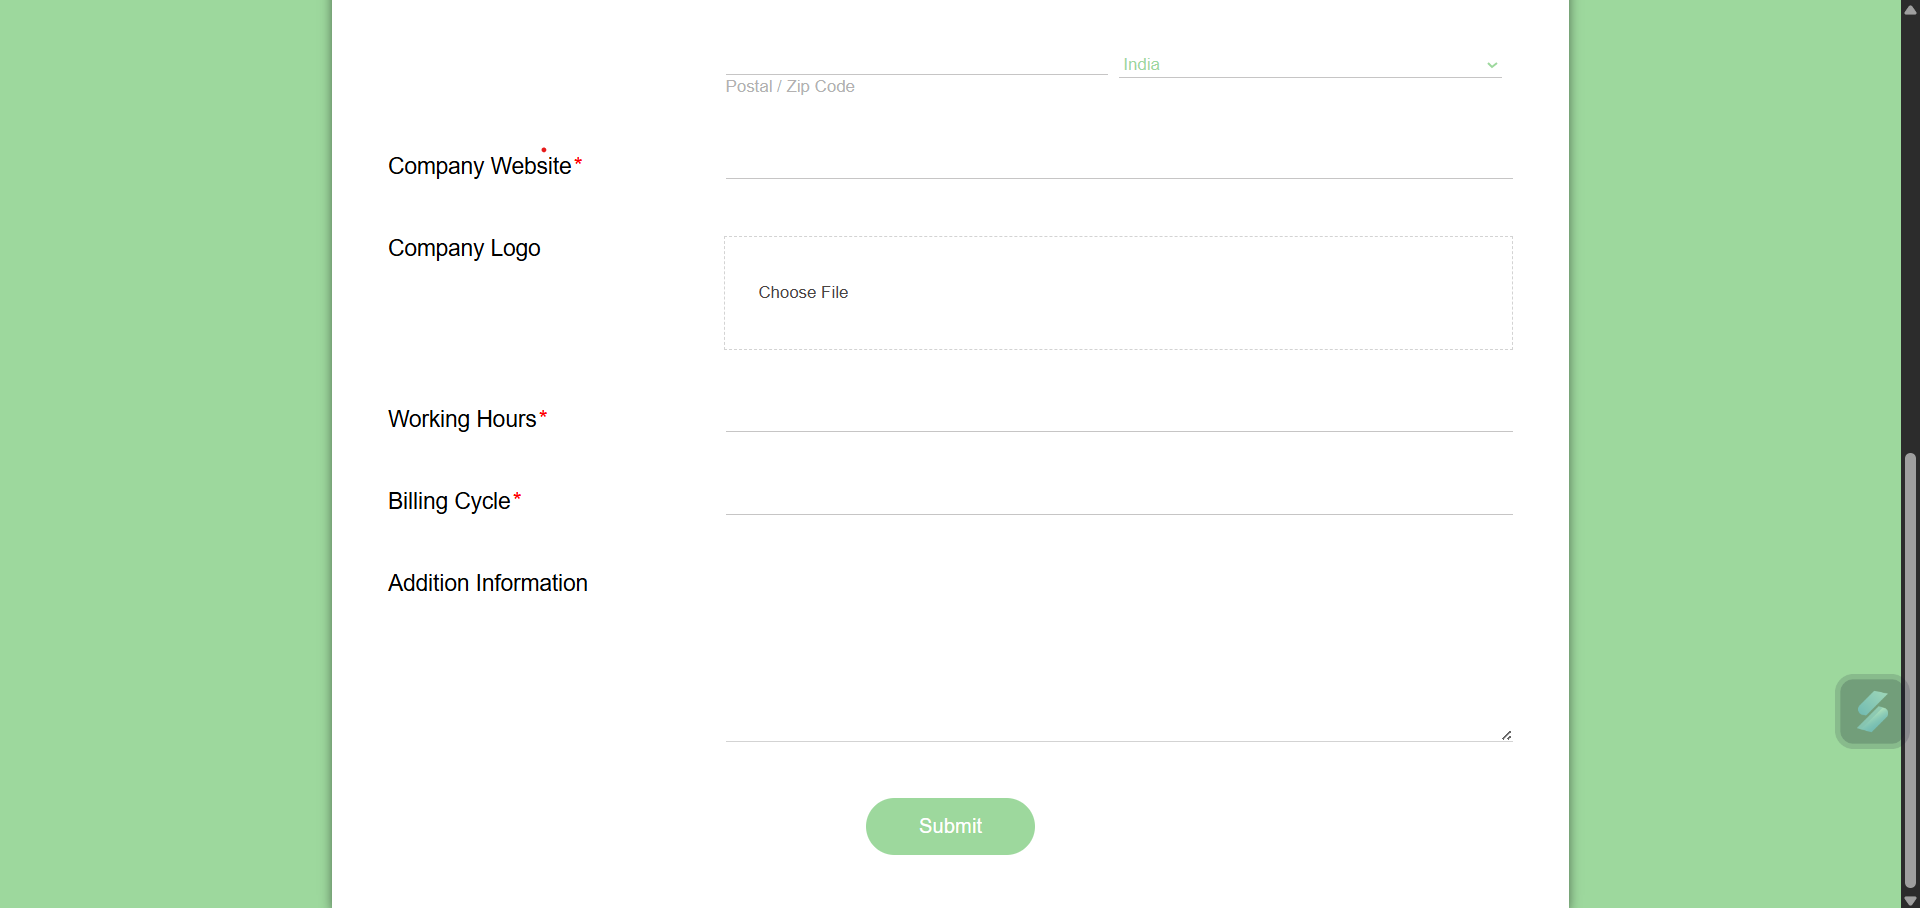 India
Postal / Zip Code
Company Website*
Company Logo
Choose File
Working Hours*
Billing Cycle*
Addition Information
Submit